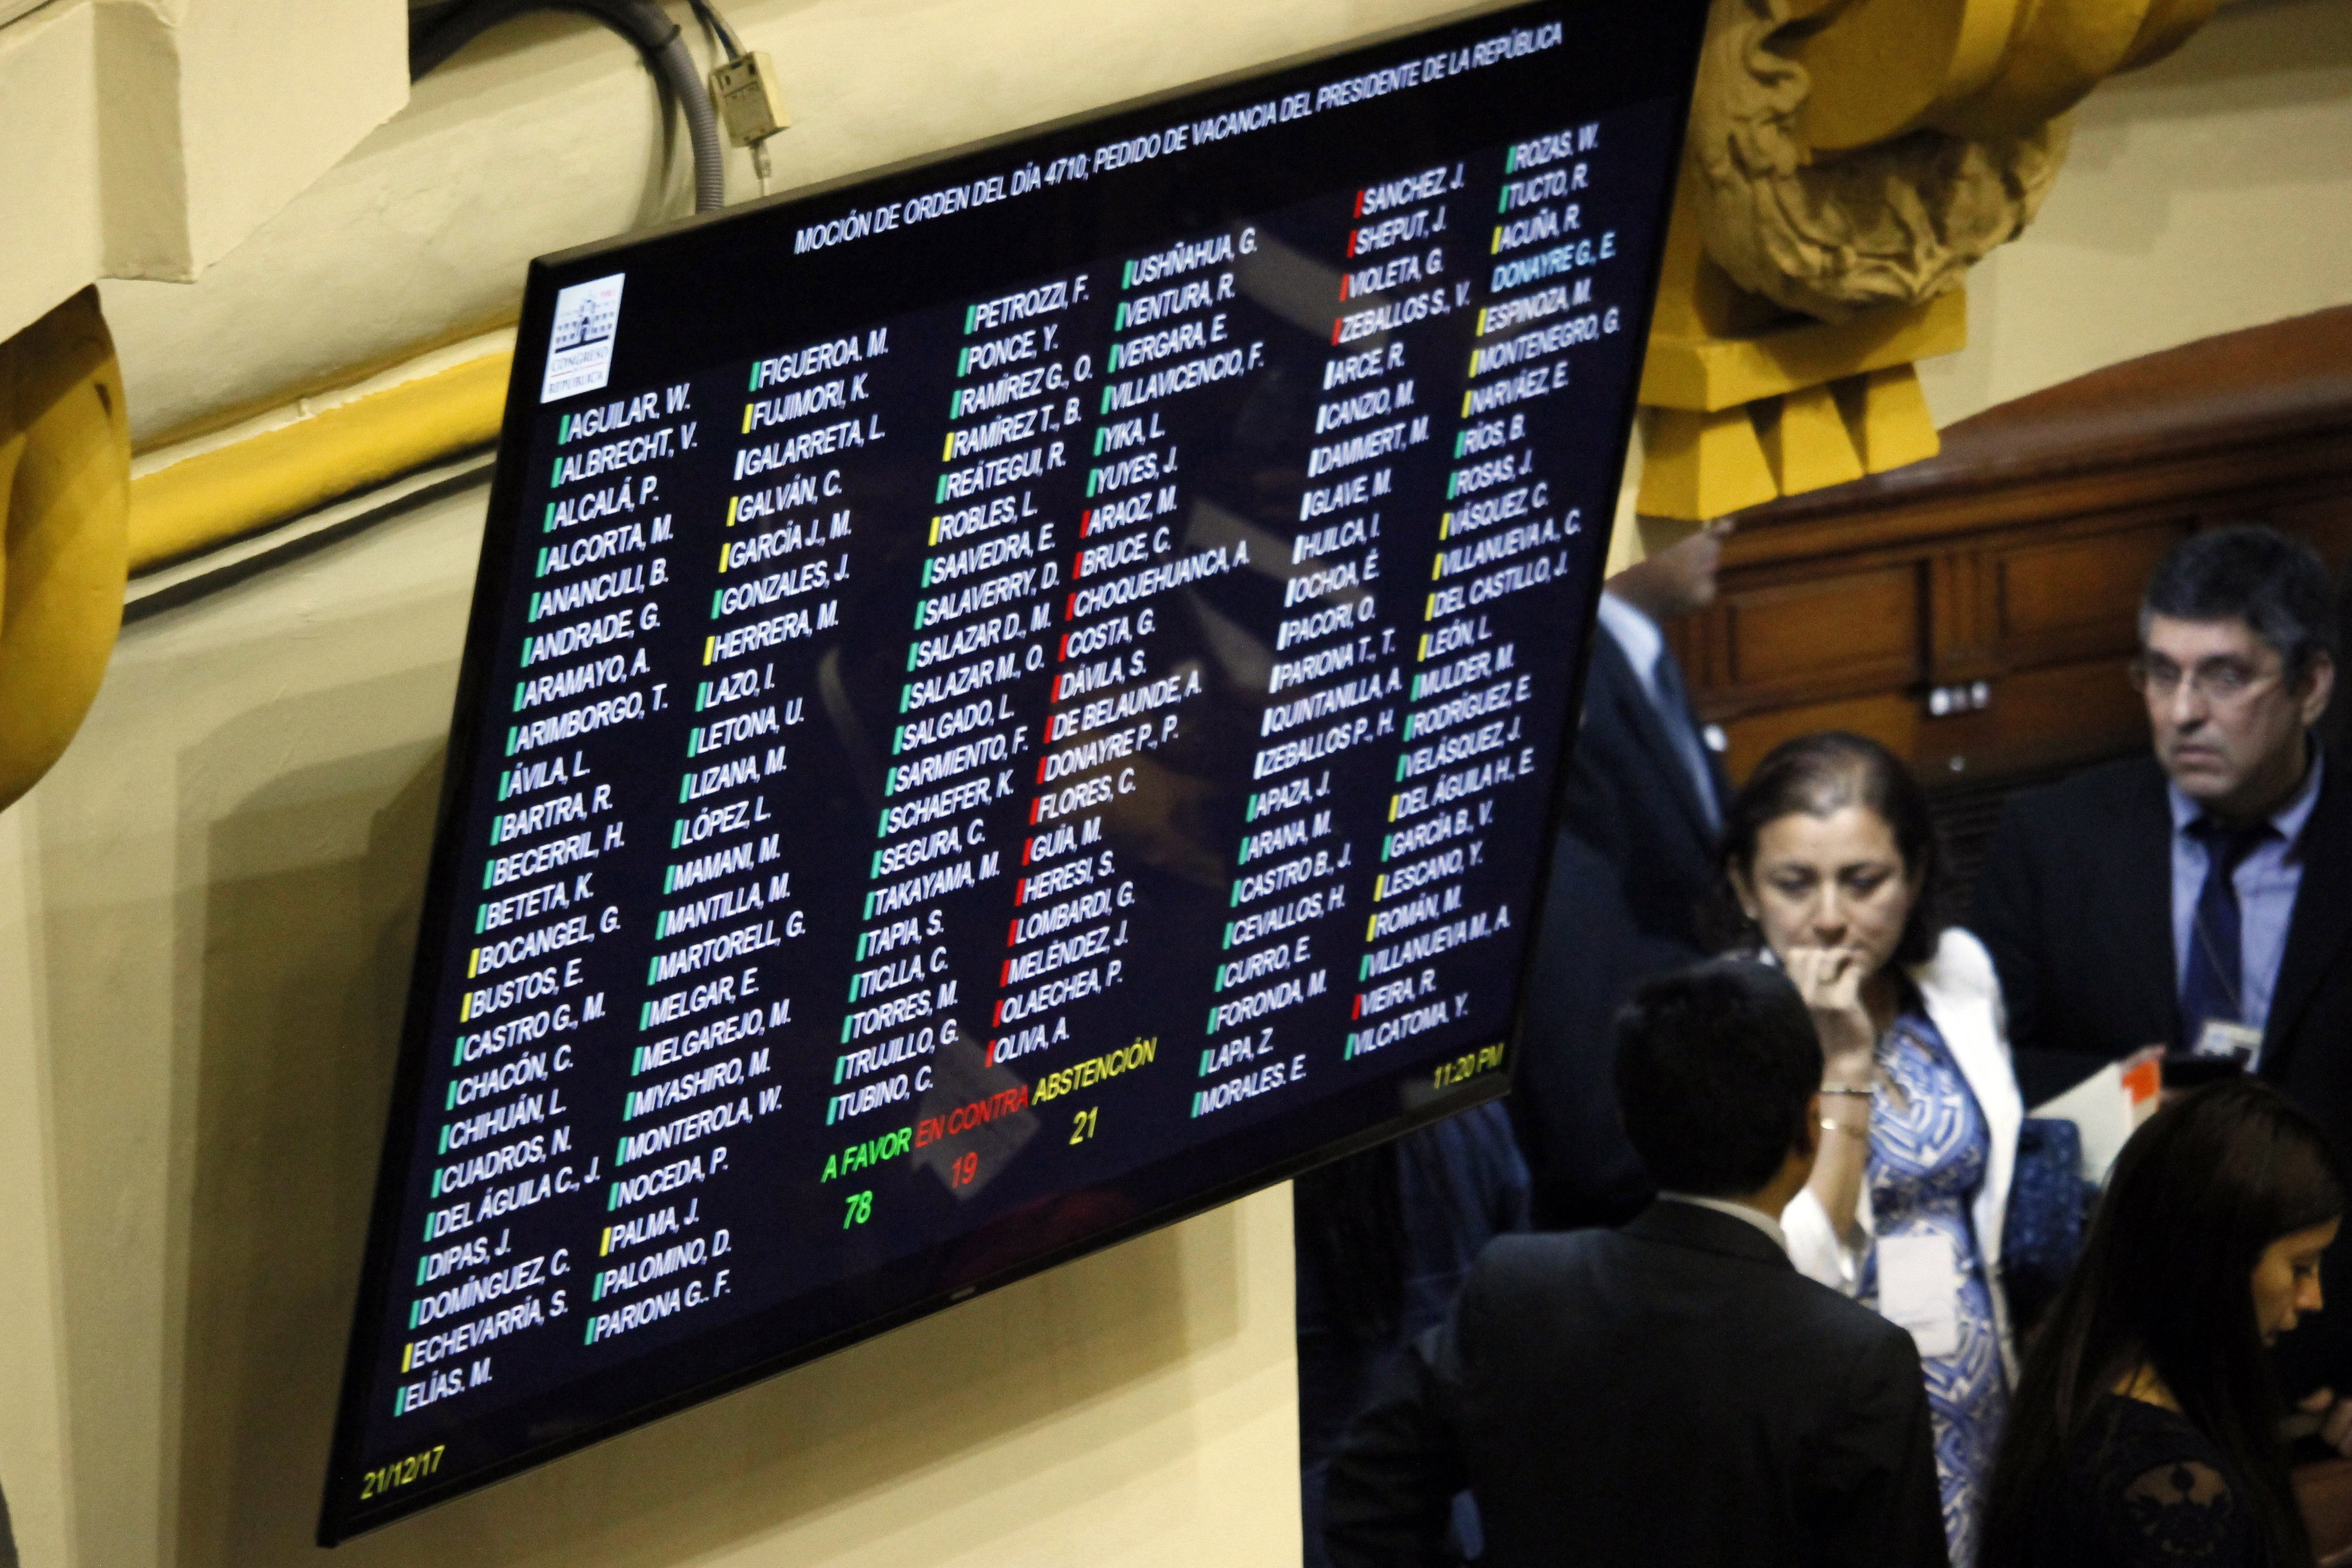 MOCIÓN DE ORDEN DEL DÍA 4710; PEDIDO DE VACANCIA DEL PRESIDENTE DE LA REPÚBLICA
CONGRESO
REPÚBLICA
AGUILAR, W.
ALBRECHT, V.
ALCALÁ, P.
ALCORTA, M.
ANANCULI, B.
ANDRADE, G.
ARAMAYO, A.
ARIMBORGO, T.
ÁVILA, L.
BARTRA, R.
BECERRIL, H.
BETETA, K.
BOCANGEL, G.
BUSTOS, E.
CASTRO G., M.
CHACÓN, C.
CHIHUÁN, L.
CUADROS, N.
DEL ÁGUILA C., J.
DIPAS, J.
DOMÍNGUEZ, C.
ECHEVARRÍA, S.
ELÍAS. M.
FIGUEROA, M.
FUJIMORI, K.
GALARRETA, L.
GALVÁN, C.
GARCÍA J., M.
GONZALES, J.
HERRERA, M.
LAZO, I.
LETONA, U.
LIZANA, M.
LÓPEZ, L.
MAMANI, M.
MANTILLA, M.
MARTORELL, G.
MELGAR, E.
MELGAREJO, M.
MIYASHIRO, M.
MONTEROLA, W.
NOCEDA, P.
PALMA, J.
PALOMINO, D.
PARIONA G., F.
PETROZZI, F.
PONCE, Y.
RAMÍREZ G., O.
RAMÍREZ T., B.
REÁTEGUI, R.
ROBLES, L.
SAAVEDRA, E.
SALAVERRY, D.
SALAZAR D., M.
SALAZAR M., O.
SALGADO, L.
SARMIENTO, F.
SCHAEFER, K
SEGURA, C.
TAKAYAMA, M.
TAPIA, S.
TICLLA, C.
TORRES, M.
TRUJILLO, G.
TUBINO, C.
USHÑAHUA, G.
VENTURA, R.
VERGARA, E.
VILLAVICENCIO, F.
YIKA, L.
YUYES, J.
ARAOZ, M.
BRUCE, C.
CHOQUEHUANCA, A.
COSTA, G.
DÁVILA, S.
DE BELAUNDE, A.
DONAYRE P., P.
FLORES, C.
GUÍA, M.
HERESI, S.
LOMBARDI, G.
MELÉNDEZ, J.
OLAECHEA, P.
OLIVA, A.
SANCHEZ, J.
SHEPUT, J.
VIOLETA, G.
ZEBALLOS S., V.
ARCE, R.
CANZIO, M.
DAMMERT, M.
GLAVE, M.
HUILCA, I.
OCHOA, É.
PACORI, O.
PARIONA T., T.
QUINTANILLA, A.
ZEBALLOS P., H.
APAZA, J.
ARANA, M.
CASTRO B., J.
CEVALLOS, H.
CURRO, E.
FORONDA, M.
LAPA, Z.
MORALES. E.
ROZAS, W.
TUCTO, R.
ACUÑA, R.
DONAYRE G., E.
ESPINOZA, M.
MONTENEGRO, G.
NARVÁEZ, E.
RÍOS, B.
ROSAS, J.
VÁSQUEZ, C.
VILLANUEVA A., C.
DEL CASTILLO, J.
LEÓN, L
MULDER, M.
RODRÍGUEZ, E.
VELÁSQUEZ, J.
DEL ÁGUILA H., E.
GARCÍA B., V.
LESCANO, Y.
ROMÁN, M.
VILLANUEVA M., A.
VIEIRA, R.
VILCATOMA, Y.
A FAVOR EN CONTRA ABSTENCIÓN
78 19 21
21/12/17
11:20 PM